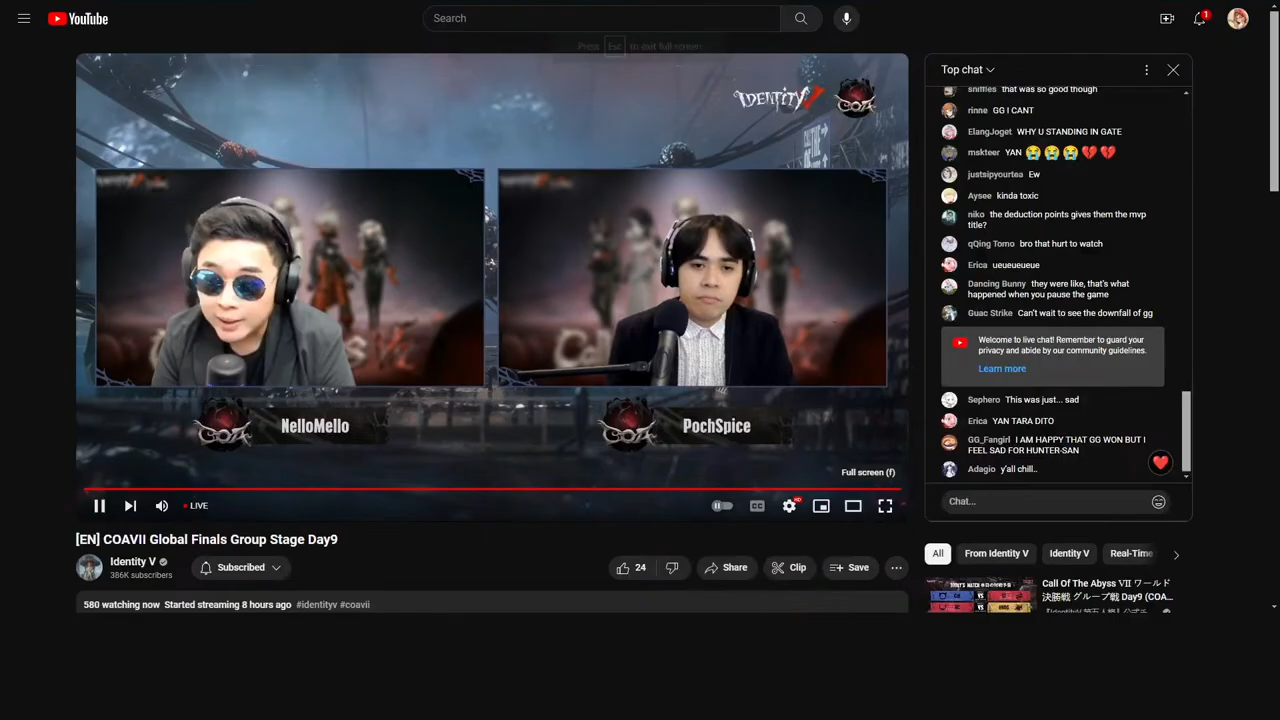 YouTube
Search
1
Press Esc to exit full screen
IDENTITY V
COA
NelloMello
PochSpice
Full screen (f)
LIVE
HD
[EN] COAVII Global Finals Group Stage Day9
Identity V
386K subscribers
Subscribed
24
Share
Clip
Save
580 watching now Started streaming 8 hours ago #identityv #coavii
Top chat
sniffles that was so good though
rinne GG I CANT
ElangJoget WHY U STANDING IN GATE
mskteer YAN 😭😭😭💔💔
justsipyourtea Ew
Aysee kinda toxic
niko the deduction points gives them the mvp
title?
qQing Tomo bro that hurt to watch
Erica ueueueueue
Dancing Bunny they were like, that's what
happened when you pause the game
Guac Strike Can't wait to see the downfall of gg
Welcome to live chat! Remember to guard your
privacy and abide by our community guidelines.
Learn more
Sephero This was just... sad
Erica YAN TARA DITO
GG_Fangirl I AM HAPPY THAT GG WON BUT I
FEEL SAD FOR HUNTER-SAN
Adagio y'all chill..
Chat...
All
From Identity V
Identity V
Real-Time
Call Of The Abyss Ⅶ ワールド
決勝戦 グループ戦 Day9 (COA...